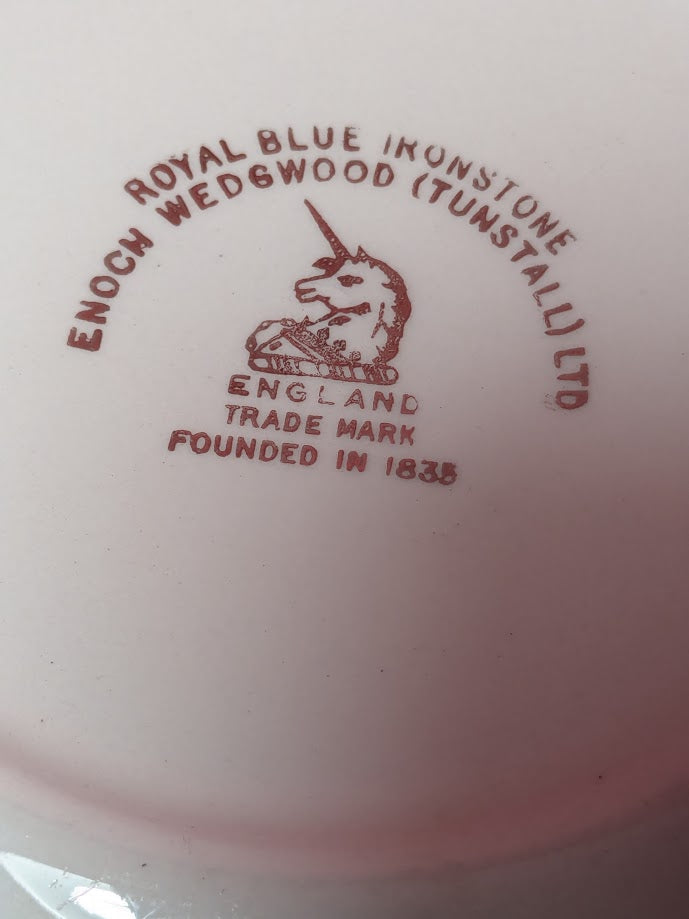 ROYAL BLUE IRONSTONE
ENOCH WEDGWOOD (TUNSTALL) LTD
ENGLAND
TRADE MARK
FOUNDED IN 1835